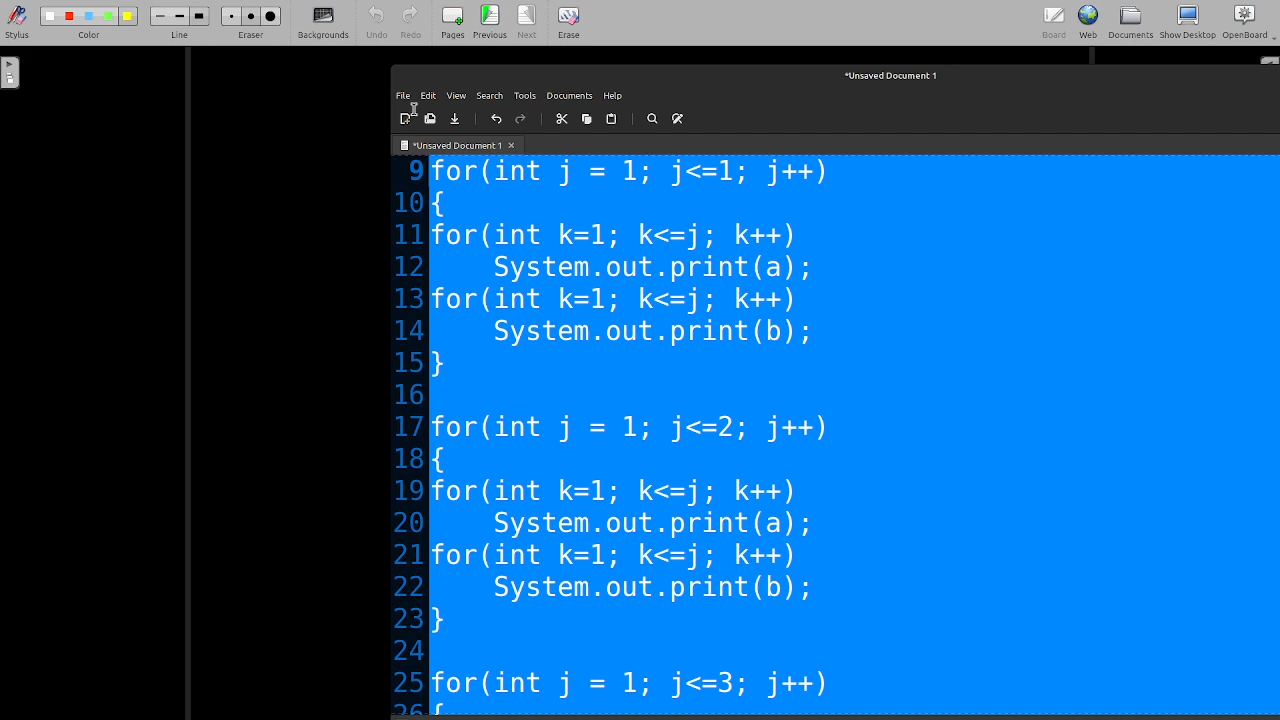 Stylus Color Line Eraser Backgrounds Undo Redo Pages Previous Next Erase Board Web Documents Show Desktop OpenBoard
*Unsaved Document 1
File Edit View Search Tools Documents Help
*Unsaved Document 1 ×
9 for(int j = 1; j<=1; j++)
10 {
11 for(int k=1; k<=j; k++)
12     System.out.print(a);
13 for(int k=1; k<=j; k++)
14     System.out.print(b);
15 }
16
17 for(int j = 1; j<=2; j++)
18 {
19 for(int k=1; k<=j; k++)
20     System.out.print(a);
21 for(int k=1; k<=j; k++)
22     System.out.print(b);
23 }
24
25 for(int j = 1; j<=3; j++)
26 {